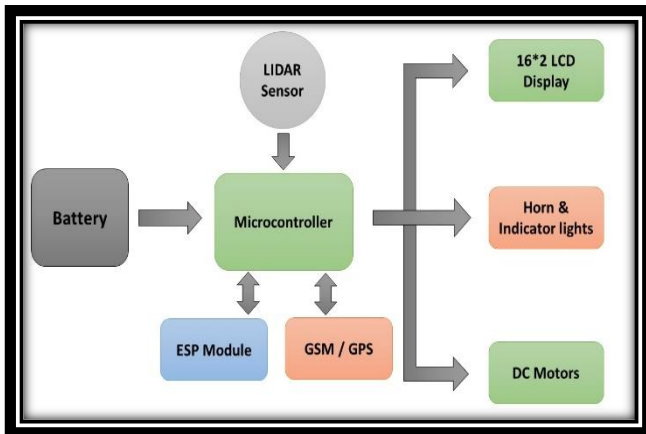 LIDAR
Sensor
16*2 LCD
Display
Battery
Microcontroller
Horn &
Indicator lights
ESP Module
GSM / GPS
DC Motors